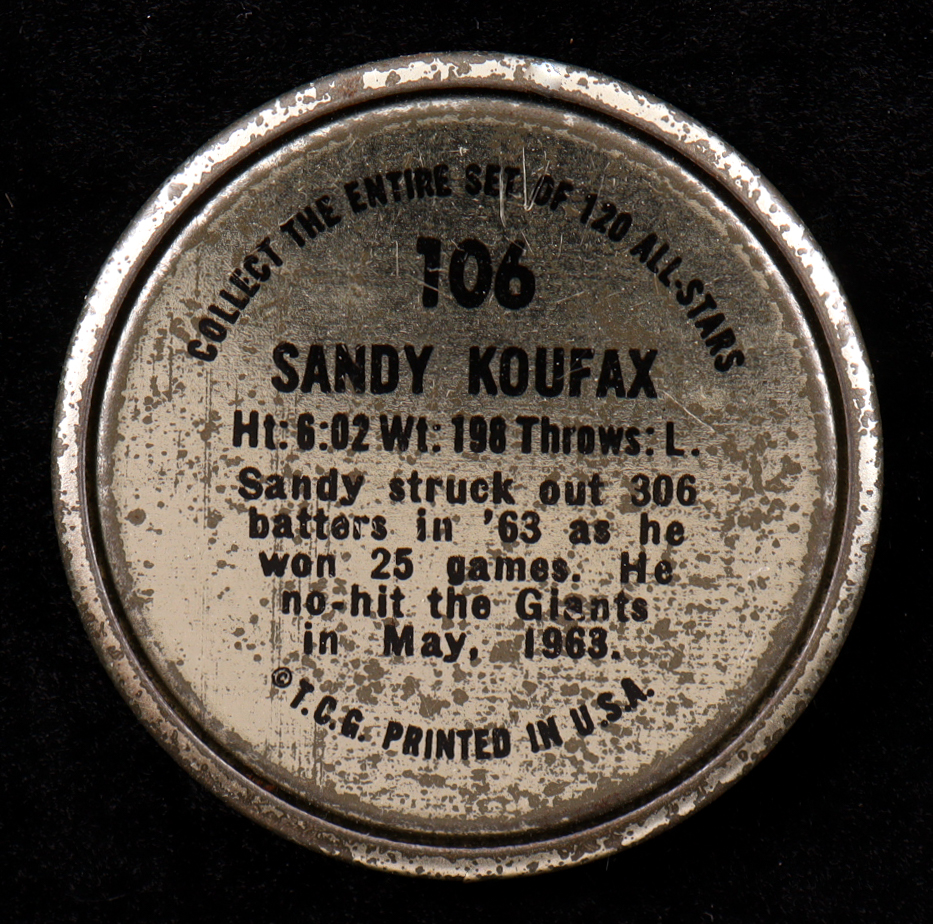 COLLECT THE ENTIRE SET OF 120 ALL-STARS
106
SANDY KOUFAX
Ht: 6:02 Wt: 198 Throws: L.
Sandy struck out 306
batters in '63 as he
won 25 games. He
no-hit the Giants
in May, 1963.
© T.C.G. PRINTED IN U.S.A.